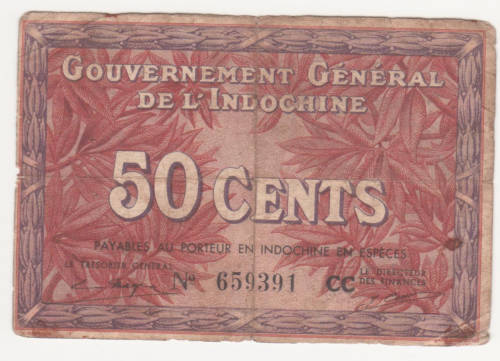 GOUVERNEMENT GÉNÉRAL
DE L'INDOCHINE
50 CENTS
PAYABLES AU PORTEUR EN INDOCHINE EN ESPÈCES
LE TRÉSORIER GÉNÉRAL
Nº 659391 CC
LE DIRECTEUR
DES FINANCES